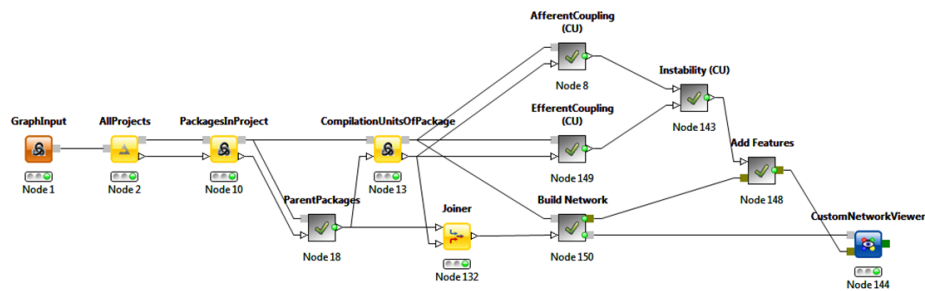 AfferentCoupling
(CU)
Node 8
Instability (CU)
Node 143
GraphInput
Node 1
AllProjects
Node 2
PackagesInProject
Node 10
CompilationUnitsOfPackage
Node 13
EfferentCoupling
(CU)
Node 149
Add Features
Node 148
ParentPackages
Node 18
Joiner
Node 132
Build Network
Node 150
CustomNetworkViewer
Node 144